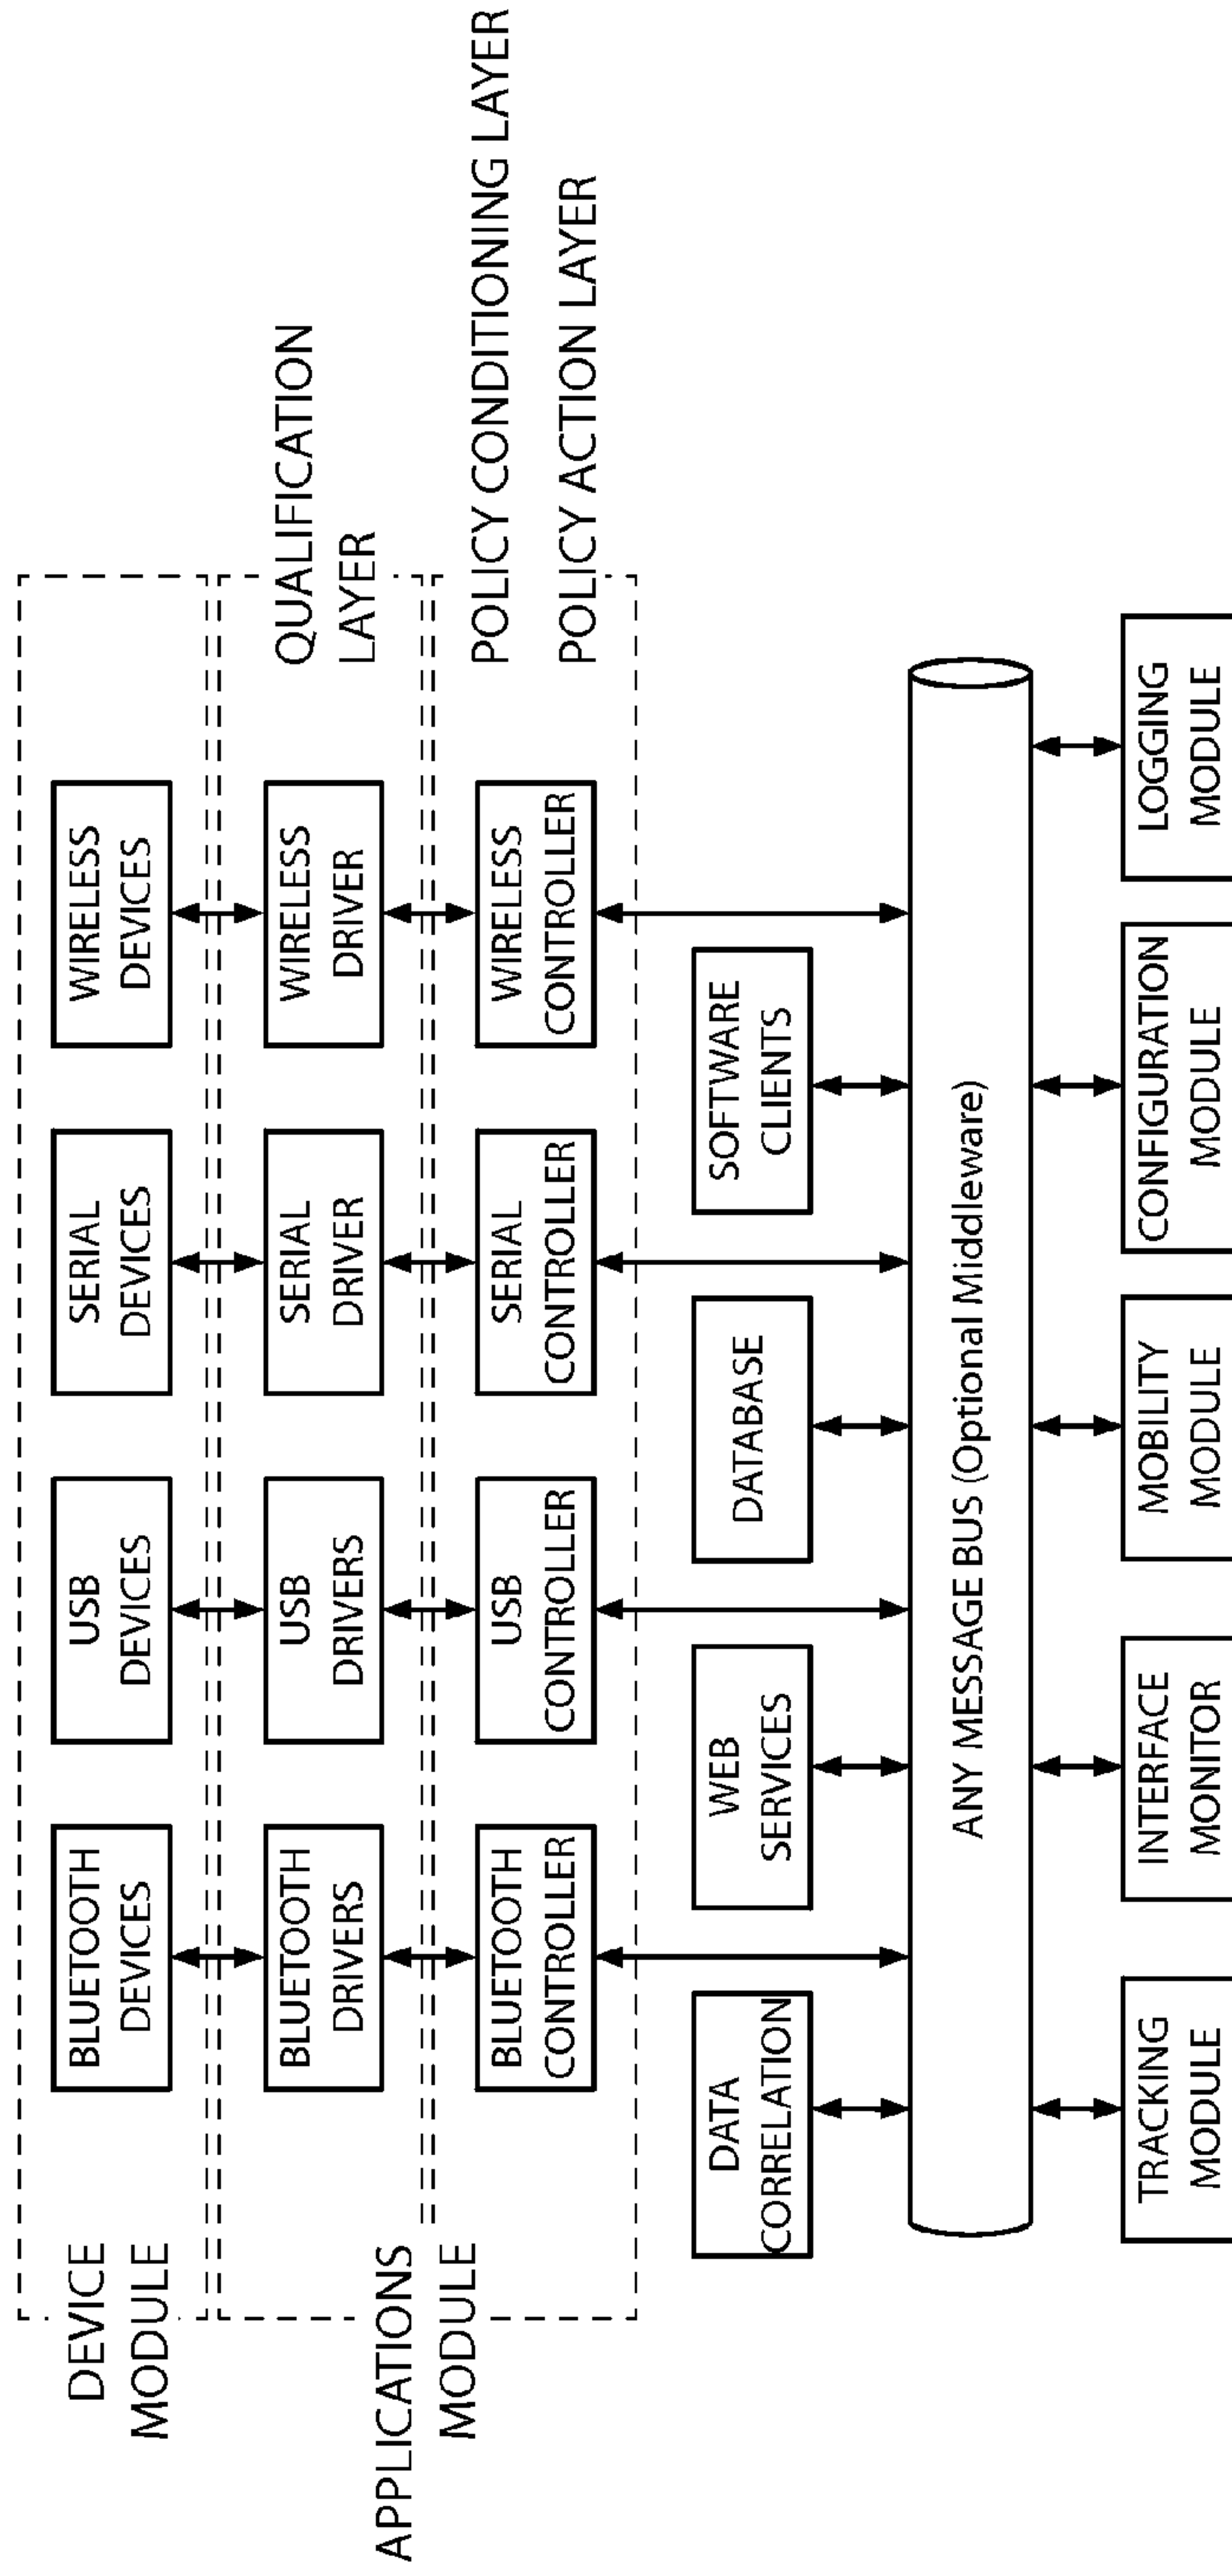 DEVICE
MODULE
BLUETOOTH
DEVICES
USB
DEVICES
SERIAL
DEVICES
WIRELESS
DEVICES
APPLICATIONS
MODULE
BLUETOOTH
DRIVERS
USB
DRIVERS
SERIAL
DRIVER
WIRELESS
DRIVER
QUALIFICATION
LAYER
BLUETOOTH
CONTROLLER
USB
CONTROLLER
SERIAL
CONTROLLER
WIRELESS
CONTROLLER
POLICY CONDITIONING LAYER
POLICY ACTION LAYER
DATA
CORRELATION
WEB
SERVICES
DATABASE
SOFTWARE
CLIENTS
ANY MESSAGE BUS (Optional Middleware)
TRACKING
MODULE
INTERFACE
MONITOR
MOBILITY
MODULE
CONFIGURATION
MODULE
LOGGING
MODULE